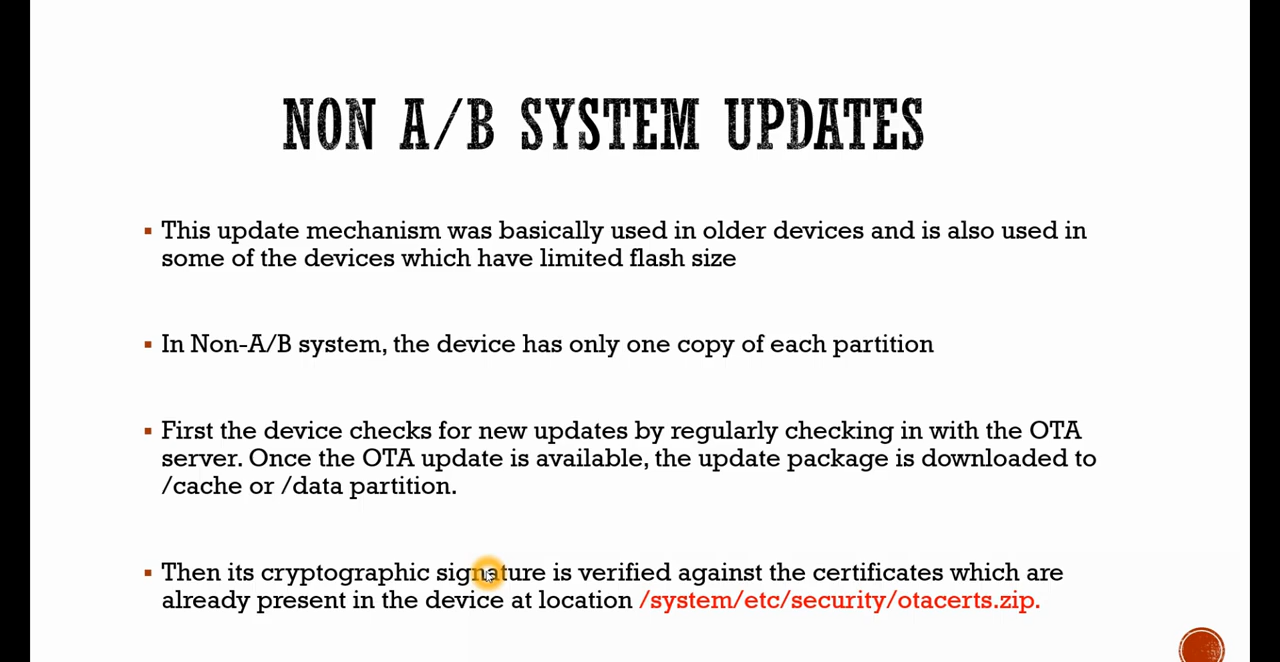 NON A/B SYSTEM UPDATES
▪ This update mechanism was basically used in older devices and is also used in
some of the devices which have limited flash size
▪ In Non-A/B system, the device has only one copy of each partition
▪ First the device checks for new updates by regularly checking in with the OTA
server. Once the OTA update is available, the update package is downloaded to
/cache or /data partition.
▪ Then its cryptographic signature is verified against the certificates which are
already present in the device at location /system/etc/security/otacerts.zip.